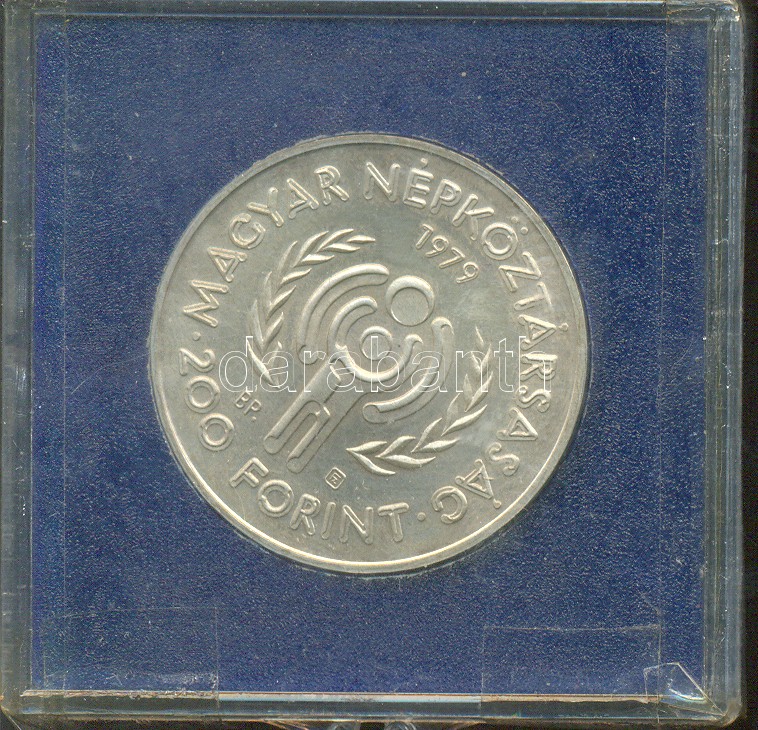 MAGYAR NÉPKÖZTÁRSASÁG · 200 FORINT ·
1979
BP.
darabanth